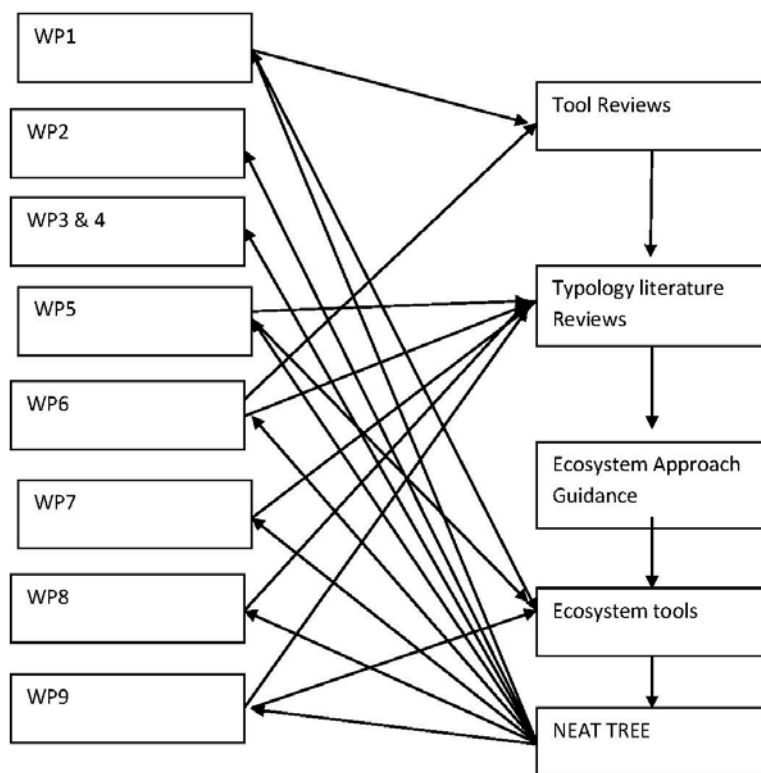 WP1
WP2
WP3 & 4
WP5
WP6
WP7
WP8
WP9
Tool Reviews
Typology literature
Reviews
Ecosystem Approach
Guidance
Ecosystem tools
NEAT TREE